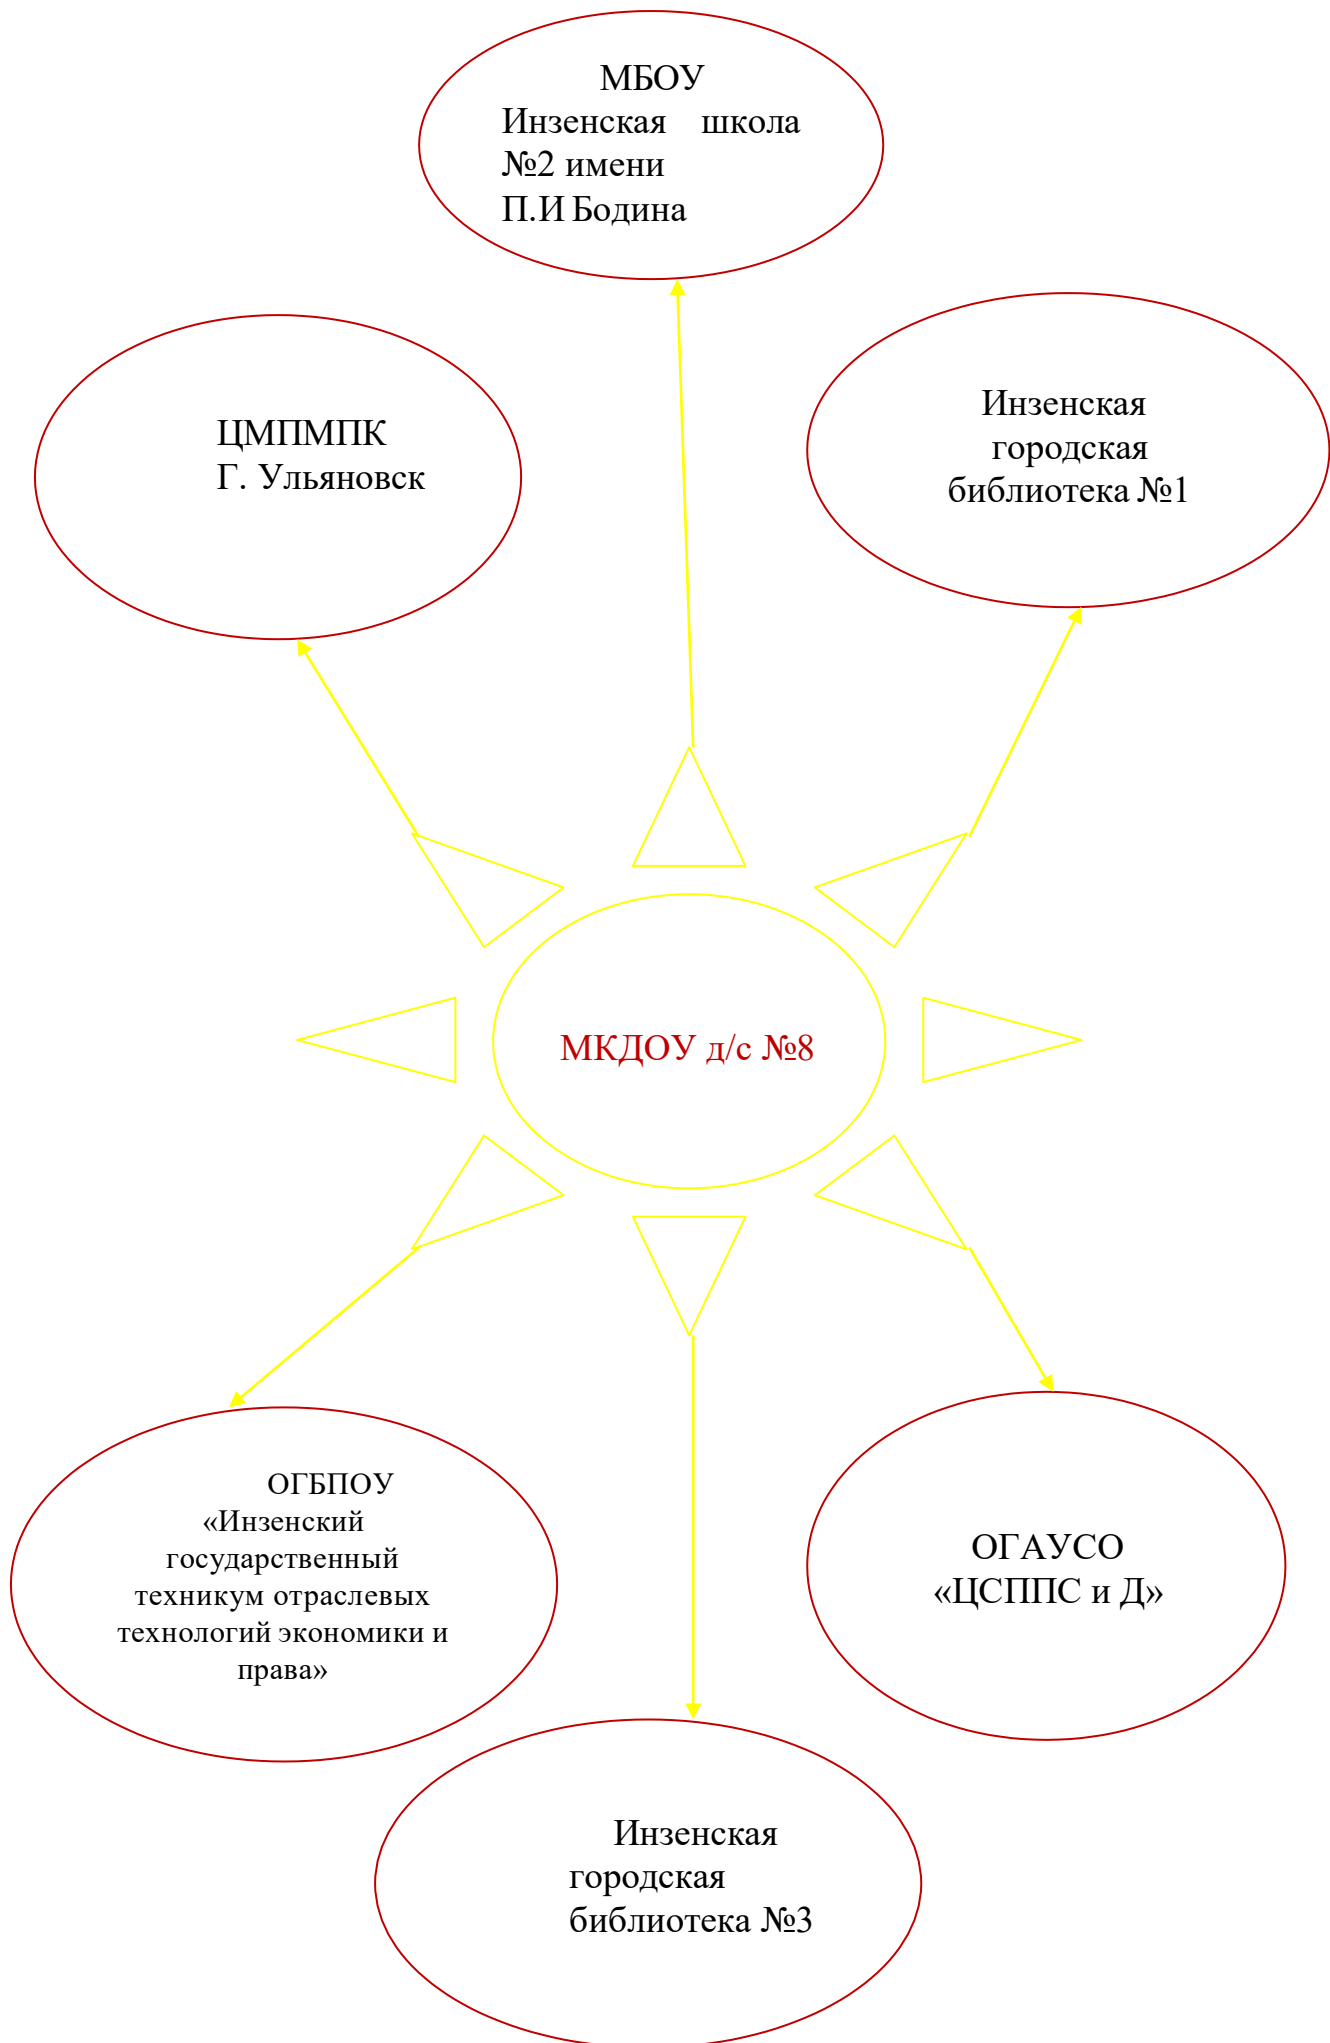 МБОУ
Инзенская школа
№2 имени
П.И Бодина
ЦМПМПК
Г. Ульяновск
Инзенская
городская
библиотека №1
МКДОУ д/с №8
ОГБПОУ
«Инзенский
государственный
техникум отраслевых
технологий экономики и
права»
ОГАУСО
«ЦСППС и Д»
Инзенская
городская
библиотека №3